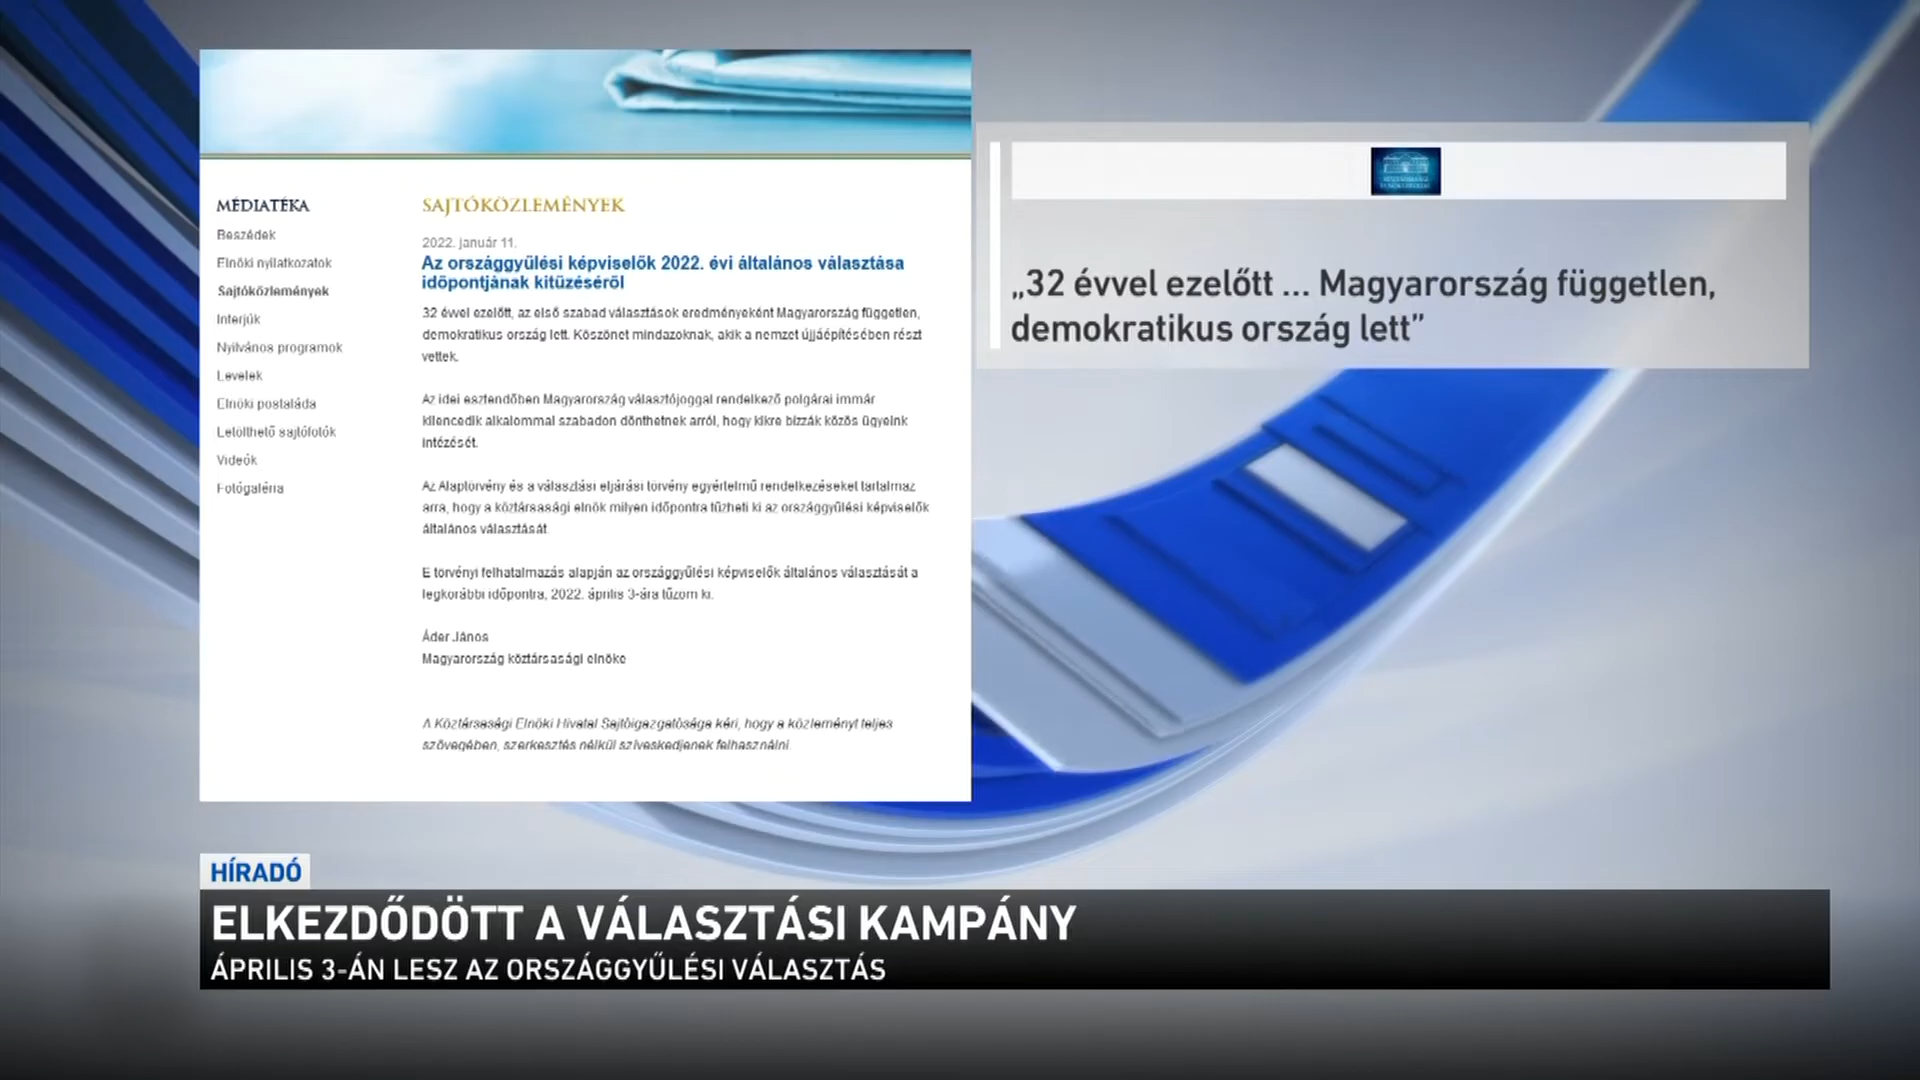 MÉDIATÉKA
Beszédek
Elnöki nyilatkozatok
Sajtóközlemények
Interjúk
Nyilvános programok
Levelek
Elnöki postaláda
Letölthető sajtófotók
Videók
Fotógaléria
SAJTÓKÖZLEMÉNYEK
2022. január 11.
Az országgyűlési képviselők 2022. évi általános választása
időpontjának kitűzéséről
32 évvel ezelőtt, az első szabad választások eredményeként Magyarország független,
demokratikus ország lett. Köszönet mindazoknak, akik a nemzet újjáépítésében részt
vettek.
Az idei esztendőben Magyarország választójoggal rendelkező polgárai immár
kilencedik alkalommal szabadon dönthetnek arról, hogy kikre bízzák közös ügyeink
intézését.
Az Alaptörvény és a választási eljárási törvény egyértelmű rendelkezéseket tartalmaz
arra, hogy a köztársasági elnök milyen időpontra tűzheti ki az országgyűlési képviselők
általános választását.
E törvényi felhatalmazás alapján az országgyűlési képviselők általános választását a
legkorábbi időpontra, 2022. április 3-ára tűzöm ki.
Áder János
Magyarország köztársasági elnöke
A Köztársasági Elnöki Hivatal Sajtóigazgatósága kéri, hogy a közleményt teljes
szövegében, szerkesztés nélkül szíveskedjenek felhasználni.
„32 évvel ezelőtt ... Magyarország független,
demokratikus ország lett”
HÍRADÓ
ELKEZDŐDÖTT A VÁLASZTÁSI KAMPÁNY
ÁPRILIS 3-ÁN LESZ AZ ORSZÁGGYŰLÉSI VÁLASZTÁS